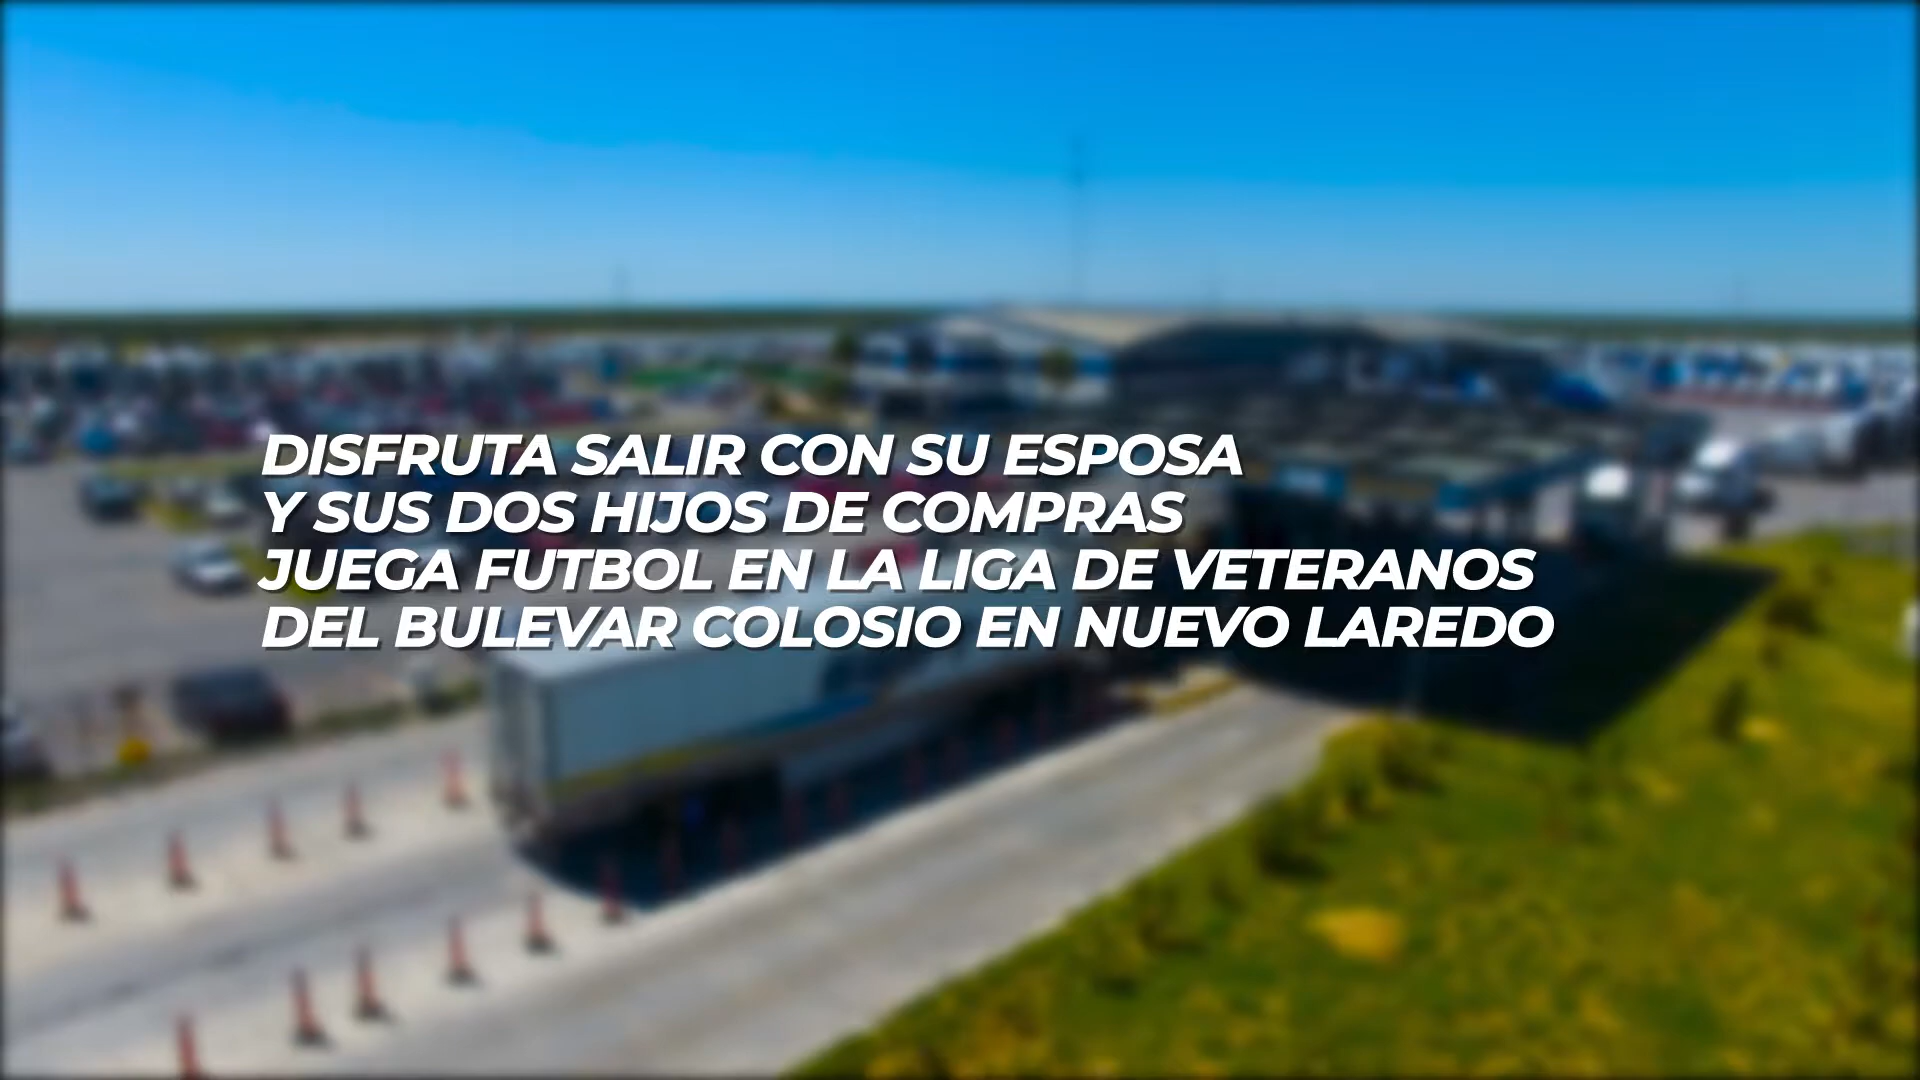 DISFRUTA SALIR CON SU ESPOSA
Y SUS DOS HIJOS DE COMPRAS
JUEGA FUTBOL EN LA LIGA DE VETERANOS
DEL BULEVAR COLOSIO EN NUEVO LAREDO